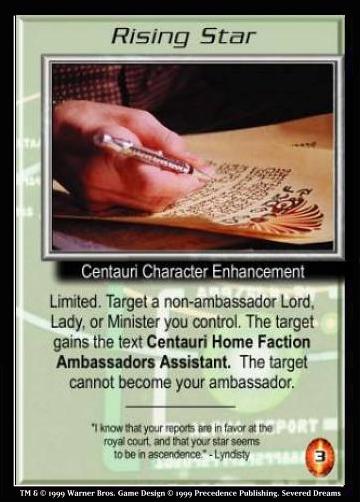 Rising Star
Centauri Character Enhancement
Limited. Target a non-ambassador Lord,
Lady, or Minister you control. The target
gains the text Centauri Home Faction
Ambassadors Assistant. The target
cannot become your ambassador.
"I know that your reports are in favor at the
royal court, and that your star seems
to be in ascendence." - Lyndisty
3
TM & © 1999 Warner Bros. Game Design © 1999 Precedence Publishing. Severed Dreams